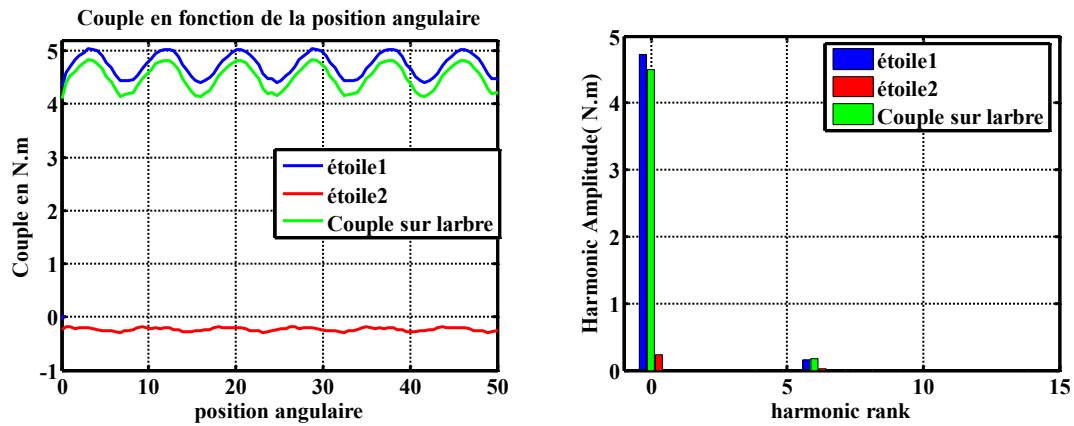 Couple en fonction de la position angulaire
5
4
3
2
1
0
-1
Couple en N.m
étoile1
étoile2
Couple sur larbre
0
10
20
30
40
50
position angulaire
5
4
3
2
1
0
Harmonic Amplitude( N.m)
étoile1
étoile2
Couple sur larbre
0
5
10
15
harmonic rank